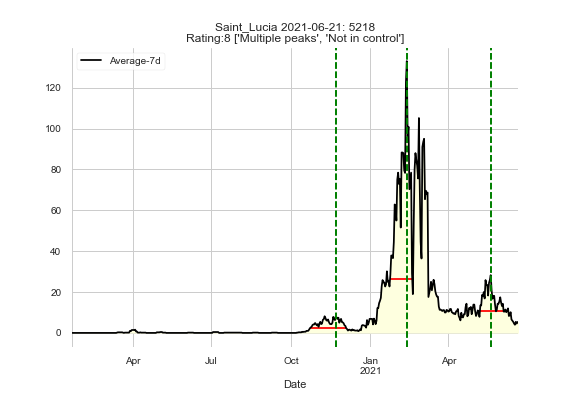 Saint_Lucia 2021-06-21: 5218
Rating:8 ['Multiple peaks', 'Not in control']
Average-7d
120
100
80
60
40
20
0
Apr
Jul
Oct
Jan
2021
Apr
Date